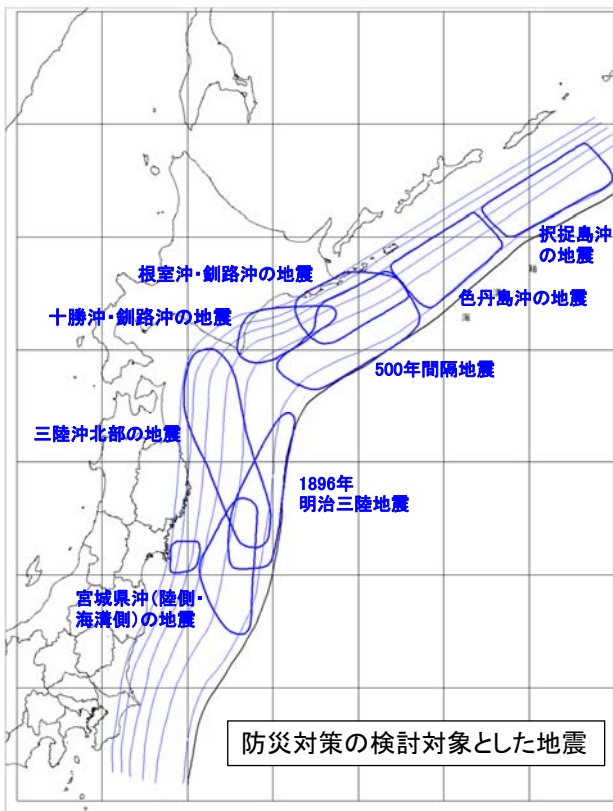 択捉島沖
の地震
根室沖・釧路沖の地震
色丹島沖の地震
十勝沖・釧路沖の地震
500年間隔地震
三陸沖北部の地震
1896年
明治三陸地震
宮城県沖(陸側・
海溝側)の地震
防災対策の検討対象とした地震
海